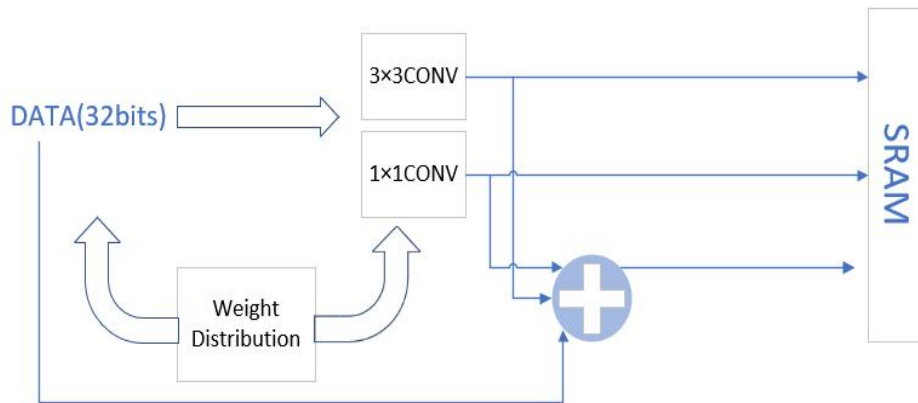 3×3CONV
DATA(32bits)
1×1CONV
SRAM
Weight
Distribution